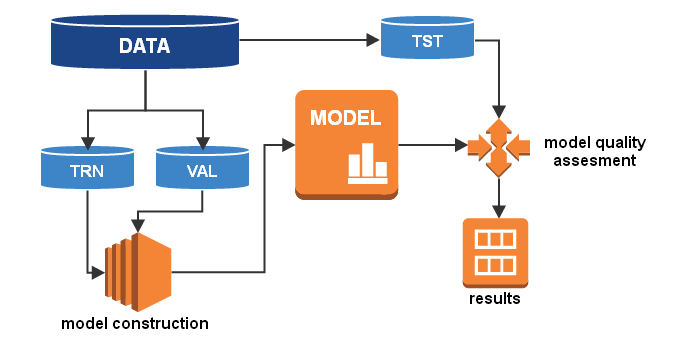 DATA
TST
TRN
VAL
MODEL
model quality
assesment
results
model construction